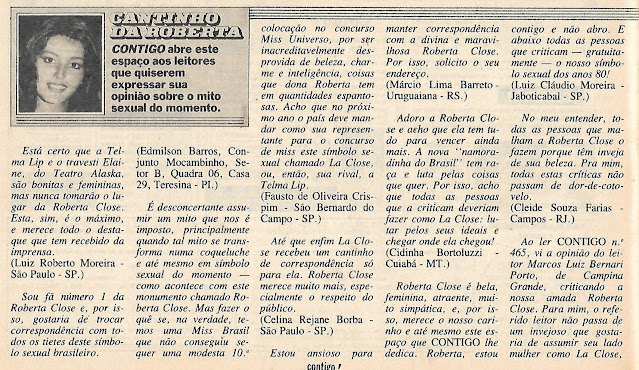 CANTINHO
DA ROBERTA
CONTIGO abre este
espaço aos leitores
que quiserem
expressar sua
opinião sobre o mito
sexual do momento.
Está certo que a Tel-
ma Lip e o travesti Elai-
ne, do Teatro Alaska,
são bonitas e femininas,
mas nunca tomarão o lu-
gar da Roberta Close.
Esta, sim, é o máximo,
e merece todo o desta-
que que tem recebido da
imprensa.
(Luiz Roberto Moreira -
São Paulo - SP.)
Sou fã número 1 da
Roberta Close e, por is-
so, gostaria de trocar
correspondência com to-
dos os tietes deste símbo-
lo sexual brasileiro.
(Edmilson Barros, Con-
junto Mocambinho, Se-
tor B, Quadra 06, Casa
29, Teresina - PI.)
É desconcertante assu-
mir um mito que nos é
imposto, principalmente
quando tal mito se trans-
forma numa coqueluche
e até mesmo em símbolo
sexual do momento —
como acontece com este
monumento chamado Ro-
berta Close. Mas fazer o
quê se, na verdade, te-
mos uma Miss Brasil
que não conseguiu se-
quer uma modesta 10.ª
colocação no concurso
Miss Universo, por ser
inacreditavelmente des-
provida de beleza, char-
me e inteligência, coisas
que dona Roberta tem
em quantidades espanto-
sas. Acho que no próxi-
mo ano o país deve man-
dar como sua represen-
tante para o concurso
de miss este símbolo se-
xual chamado La Close,
ou, então, sua rival, a
Telma Lip.
(Fausto de Oliveira Cris-
pim - São Bernardo do
Campo - SP.)
Até que enfim La Clo-
se recebeu um cantinho
de correspondência só
para ela. Roberta Close
merece muito mais, es-
pecialmente o respeito do
público.
(Celina Rejane Borba -
São Paulo - SP.)
Estou ansioso para
manter correspondência
com a divina e maravi-
lhosa Roberta Close.
Por isso, solicito o seu
endereço.
(Márcio Lima Barreto -
Uruguaiana - RS.)
Adoro a Roberta Clo-
se e acho que ela tem tu-
do para vencer ainda
mais. A nova "namora-
dinha do Brasil" tem ra-
ça e luta pelas coisas
que quer. Por isso, acho
que todas as pessoas que
a criticam deveriam
fazer como La Close: lu-
tar pelos seus ideais e
chegar onde ela chegou!
(Cidinha Bortoluzzi -
Cuiabá - MT.)
Roberta Close é bela,
feminina, atraente, mui-
to simpática, e, por is-
so, merece o nosso cari-
nho e até mesmo este es-
paço que CONTIGO lhe
dedica. Roberta, estou
contigo e não abro. E
abaixo todas as pessoas
que criticam — gratuita-
mente — o nosso símbo-
lo sexual dos anos 80!
(Luiz Cláudio Moreira -
Jaboticabal - SP.)
No meu entender, to-
das as pessoas que ma-
lham a Roberta Close o
fazem porque têm inveja
de sua beleza. Pra mim,
todas estas críticas não
passam de dor-de-coto-
velo.
(Cleide Souza Farias -
Campos - RJ.)
Ao ler CONTIGO n.º
465, vi a opinião do leitor
Marcos Luiz Bernari
Porto, de Campina
Grande, criticando a
nossa amada Roberta
Close. Para mim, o refe-
rido leitor não passa de
um invejoso que gosta-
ria de assumir seu lado
mulher como La Close,
contigo!